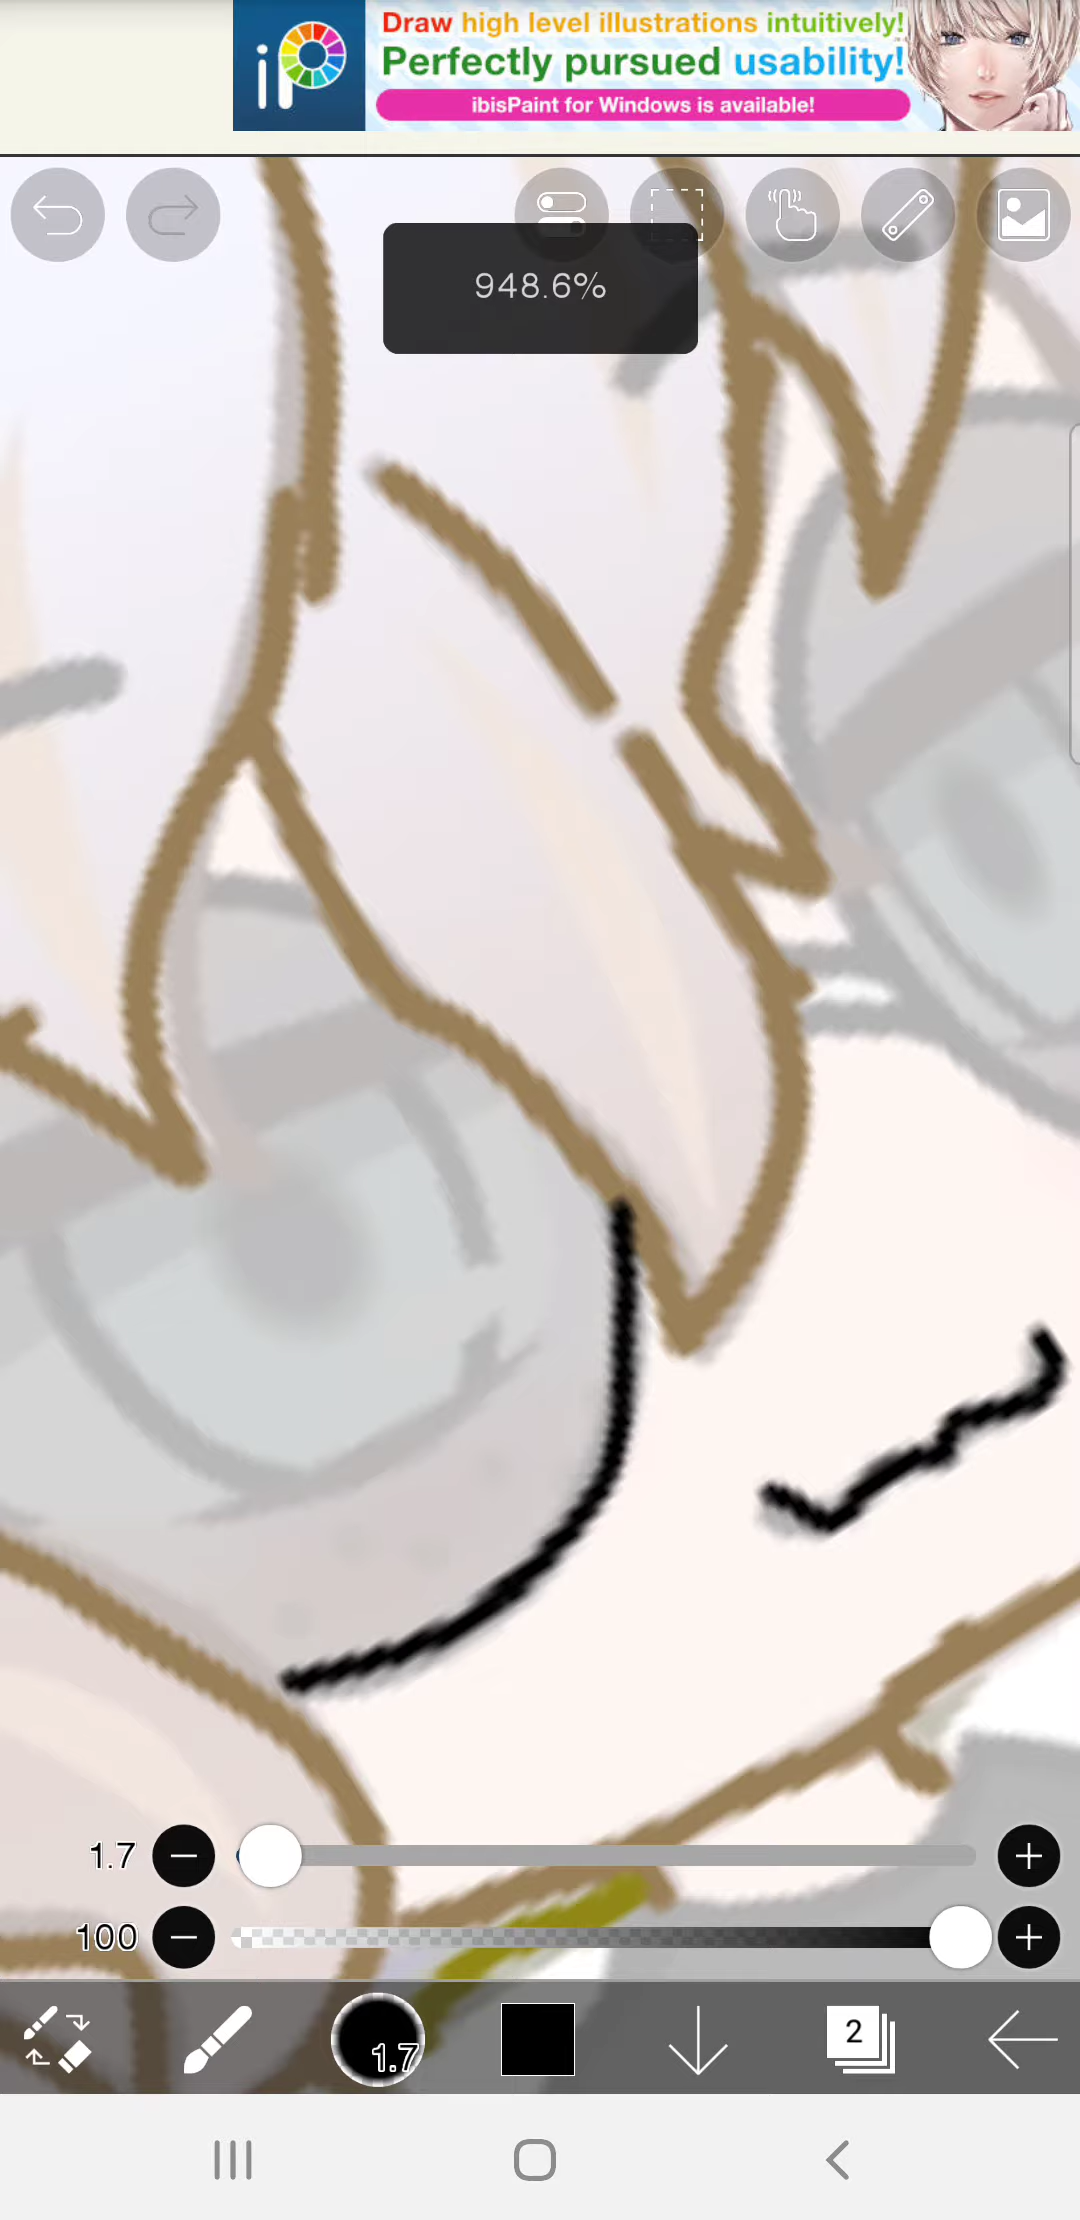 Draw high level illustrations intuitively!
ip
Perfectly pursued usability!
ibisPaint for Windows is available!
948.6%
1.7
100
1.7
2